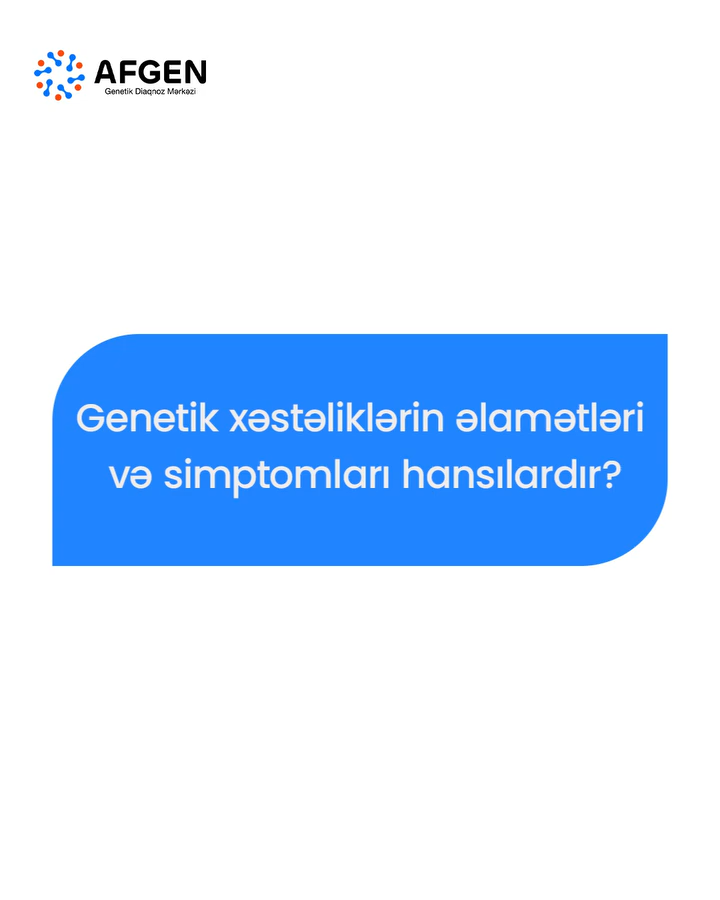 AFGEN
Genetik Diaqnoz Mərkəzi
Genetik xəstəliklərin əlamətləri
və simptomları hansılardır?